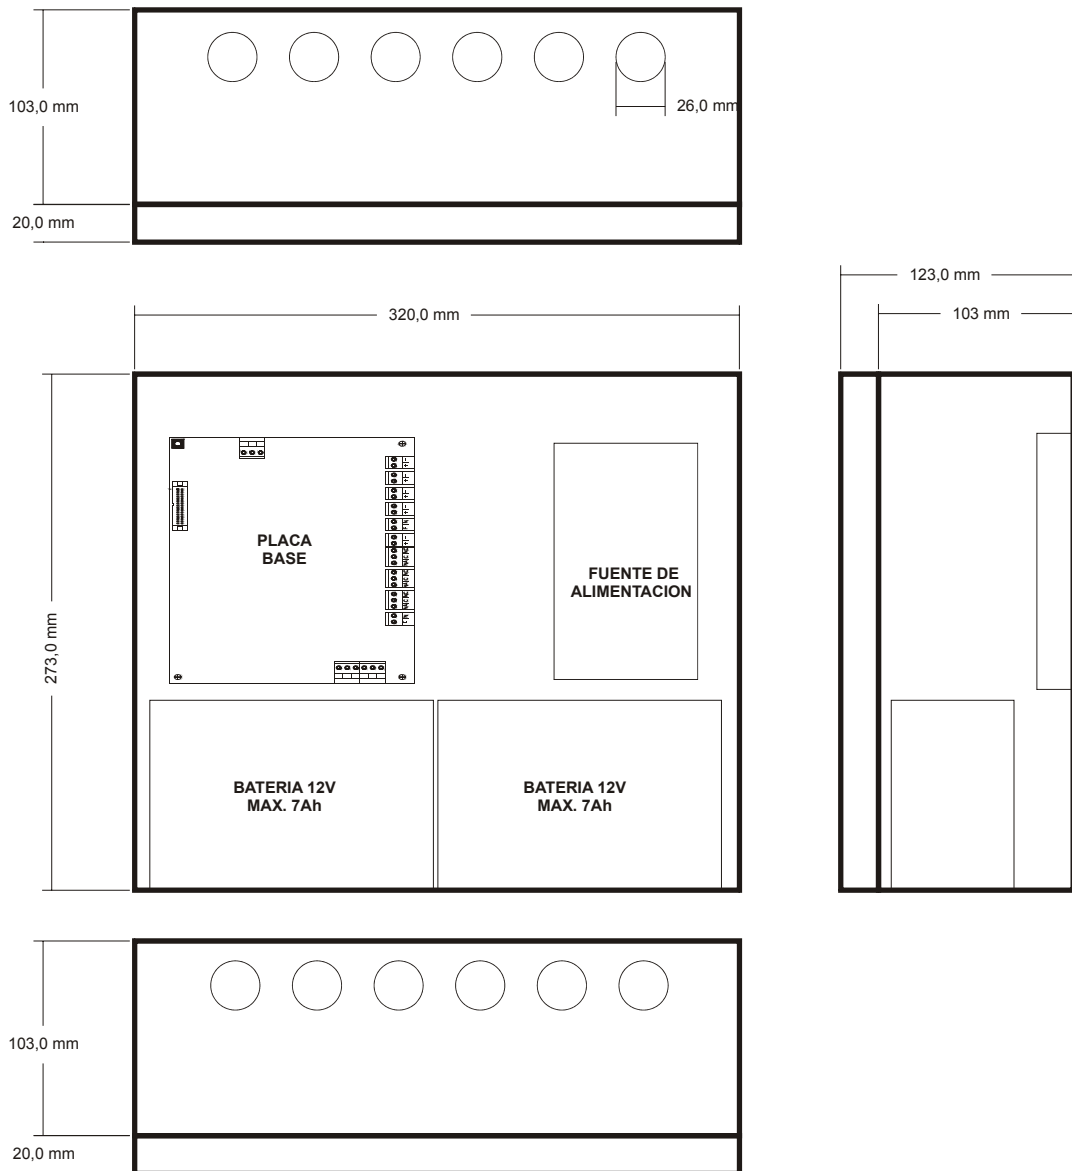 103,0 mm
26,0 mm
20,0 mm
123,0 mm
320,0 mm
103 mm
PLACA
BASE
FUENTE DE
ALIMENTACION
273,0 mm
BATERIA 12V
MAX. 7Ah
BATERIA 12V
MAX. 7Ah
103,0 mm
20,0 mm